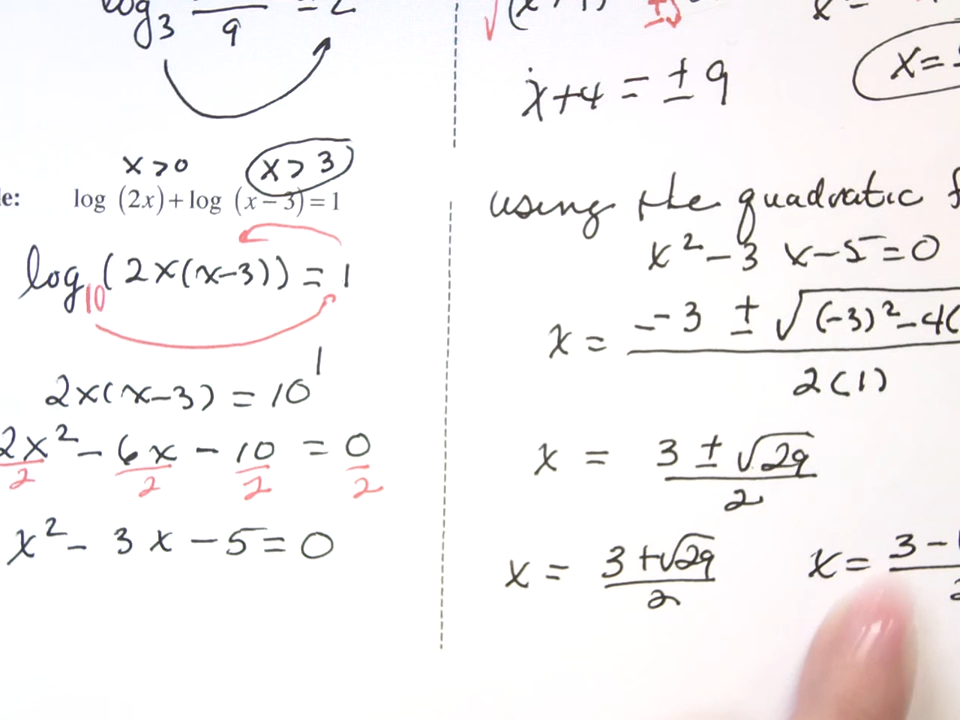 log₃ /9 = 2
x > 0 x > 3
le: log (2x) + log (x − 3) = 1
log₁₀(2x(x−3)) = 1
2x(x−3) = 10¹
2x²/2 − 6x/2 − 10/2 = 0/2
x² − 3x − 5 = 0
x+4 = ± 9
x =
using the quadratic
x² − 3x − 5 = 0
x = (− −3 ± √(−3)² − 4( / 2(1)
x = (3 ± √29)/2
x = (3 + √29)/2 x = 3 −